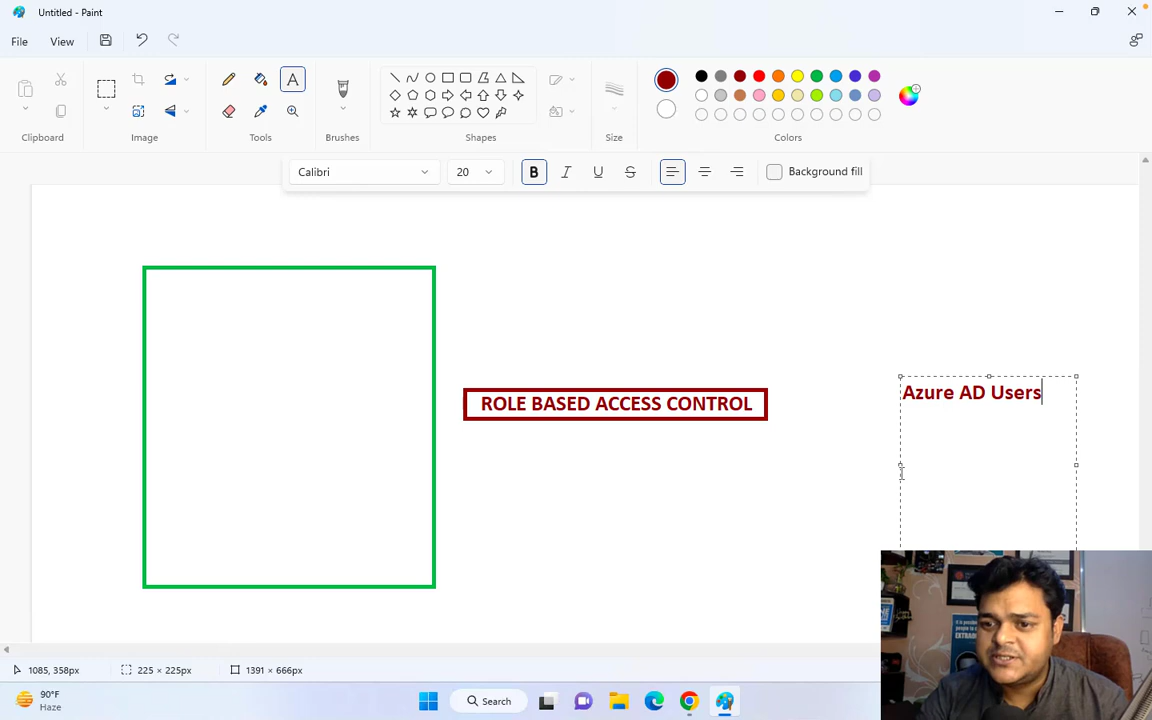 Untitled - Paint
File
View
Clipboard
Image
Tools
Brushes
Shapes
Size
Colors
Calibri
20
B
I
U
S
Background fill
ROLE BASED ACCESS CONTROL
Azure AD Users
1085, 358px
225 × 225px
1391 × 666px
90°F
Haze
Search